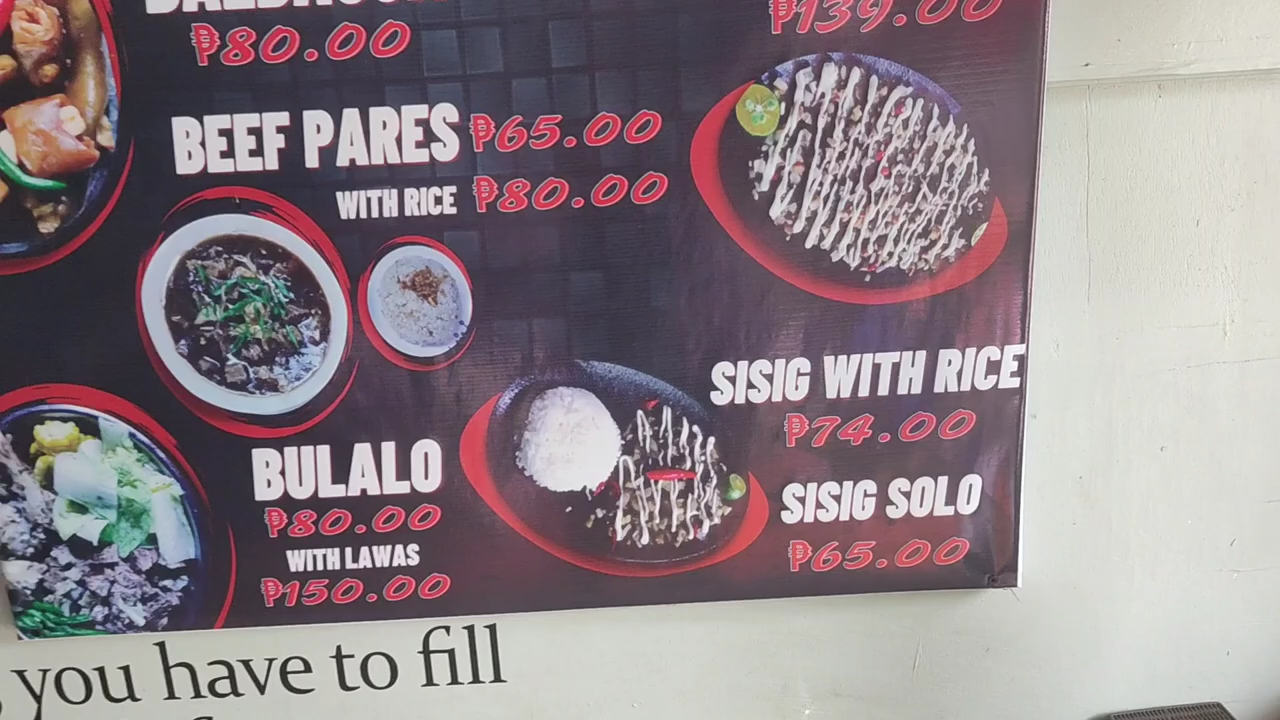 ₱80.00
₱139.00
BEEF PARES ₱65.00
WITH RICE ₱80.00
SISIG WITH RICE
₱74.00
BULALO
₱80.00
WITH LAWAS
₱150.00
SISIG SOLO
₱65.00
you have to fill